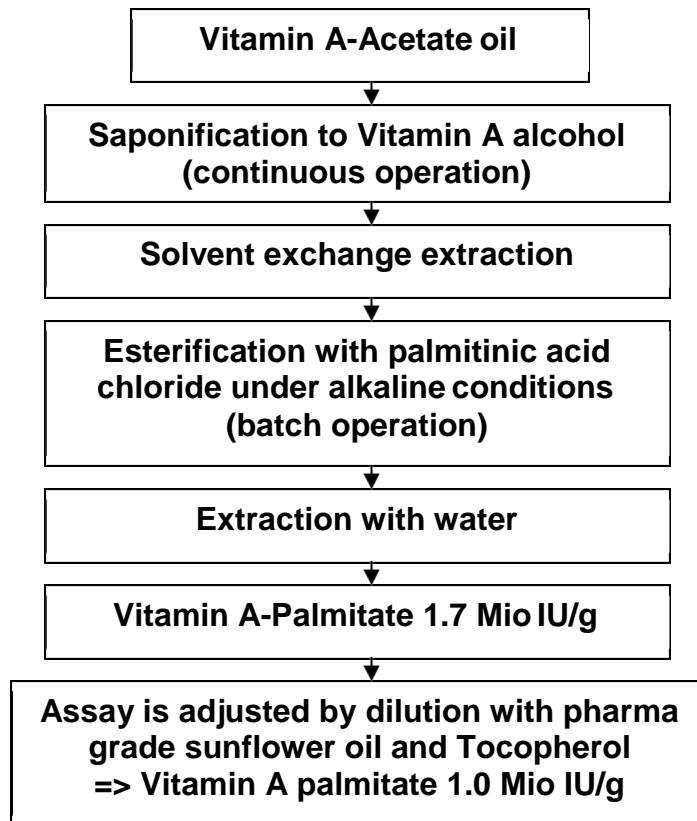 Vitamin A-Acetate oil
Saponification to Vitamin A alcohol
(continuous operation)
Solvent exchange extraction
Esterification with palmitinic acid
chloride under alkaline conditions
(batch operation)
Extraction with water
Vitamin A-Palmitate 1.7 Mio IU/g
Assay is adjusted by dilution with pharma
grade sunflower oil and Tocopherol
=> Vitamin A palmitate 1.0 Mio IU/g